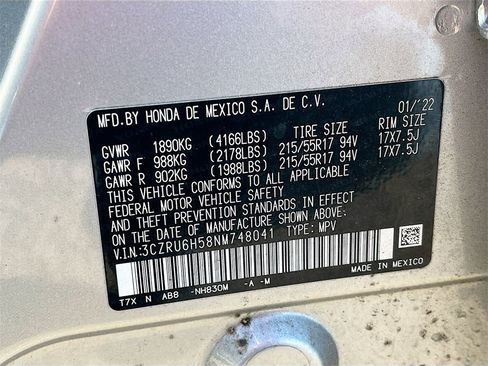 MFD.BY HONDA DE MEXICO S.A. DE C.V. 01/'22
GVWR 1890KG (4166LBS) TIRE SIZE RIM SIZE
GAWR F 988KG (2178LBS) 215/55R17 94V 17X7.5J
GAWR R 902KG (1988LBS) 215/55R17 94V 17X7.5J
THIS VEHICLE CONFORMS TO ALL APPLICABLE
FEDERAL MOTOR VEHICLE SAFETY
AND THEFT PREVENTION STANDARDS IN EFFECT
ON THE DATE OF MANUFACTURE SHOWN ABOVE.
V.I.N.:3CZRU6H58NM748041 TYPE: MPV
T7X N AB8 -NH830M -A -M MADE IN MEXICO